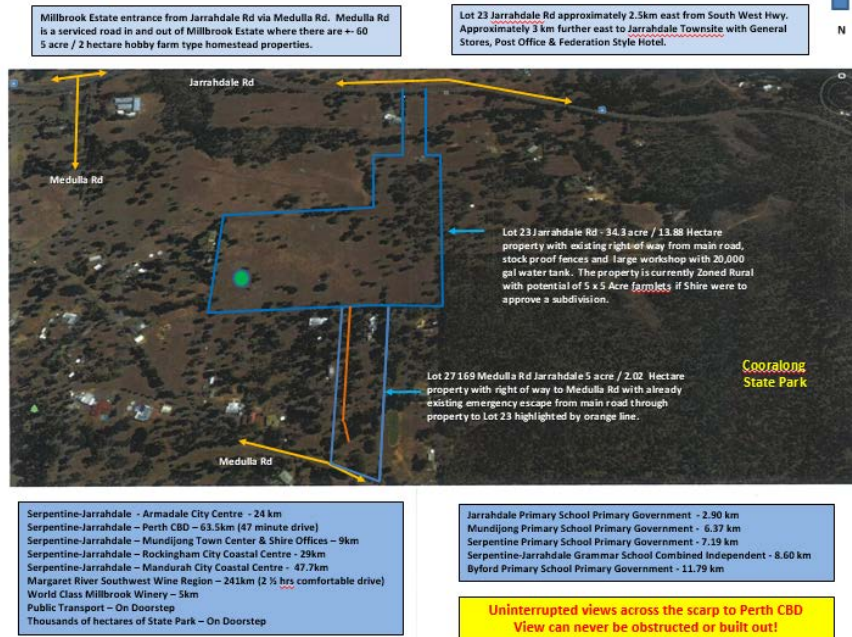 Millbrook Estate entrance from Jarrahdale Rd via Medulla Rd. Medulla Rd
is a serviced road in and out of Millbrook Estate where there are +- 60
5 acre / 2 hectare hobby farm type homestead properties.
Lot 23 Jarrahdale Rd approximately 2.5km east from South West Hwy.
Approximately 3 km further east to Jarrahdale Townsite with General
Stores, Post Office & Federation Style Hotel.
N
Jarrahdale Rd
Medulla Rd
Lot 23 Jarrahdale Rd - 34.3 acre / 13.88 Hectare
property with existing right of way from main road,
stock proof fences and large workshop with 20,000
gal water tank. The property is currently Zoned Rural
with potential of 5 x 5 Acre farmlets if Shire were to
approve a subdivision.
Cooralong
State Park
Lot 27 169 Medulla Rd Jarrahdale 5 acre / 2.02 Hectare
property with right of way to Medulla Rd with already
existing emergency escape from main road through
property to Lot 23 highlighted by orange line.
Medulla Rd
Serpentine-Jarrahdale - Armadale City Centre - 24 km
Serpentine-Jarrahdale – Perth CBD – 63.5km (47 minute drive)
Serpentine-Jarrahdale – Mundijong Town Center & Shire Offices – 9km
Serpentine-Jarrahdale – Rockingham City Coastal Centre - 29km
Serpentine-Jarrahdale – Mandurah City Coastal Centre - 47.7km
Margaret River Southwest Wine Region – 241km (2 ½ hrs comfortable drive)
World Class Millbrook Winery – 5km
Public Transport – On Doorstep
Thousands of hectares of State Park – On Doorstep
Jarrahdale Primary School Primary Government - 2.90 km
Mundijong Primary School Primary Government - 6.37 km
Serpentine Primary School Primary Government - 7.19 km
Serpentine-Jarrahdale Grammar School Combined Independent - 8.60 km
Byford Primary School Primary Government - 11.79 km
Uninterrupted views across the scarp to Perth CBD
View can never be obstructed or built out!